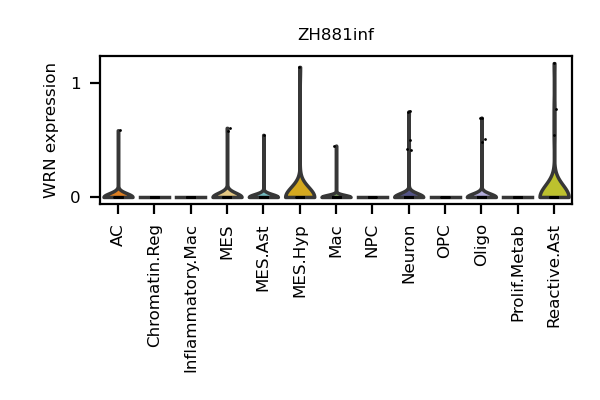 ZH881inf
WRN expression
1
0
AC
Chromatin.Reg
Inflammatory.Mac
MES
MES.Ast
MES.Hyp
Mac
NPC
Neuron
OPC
Oligo
Prolif.Metab
Reactive.Ast